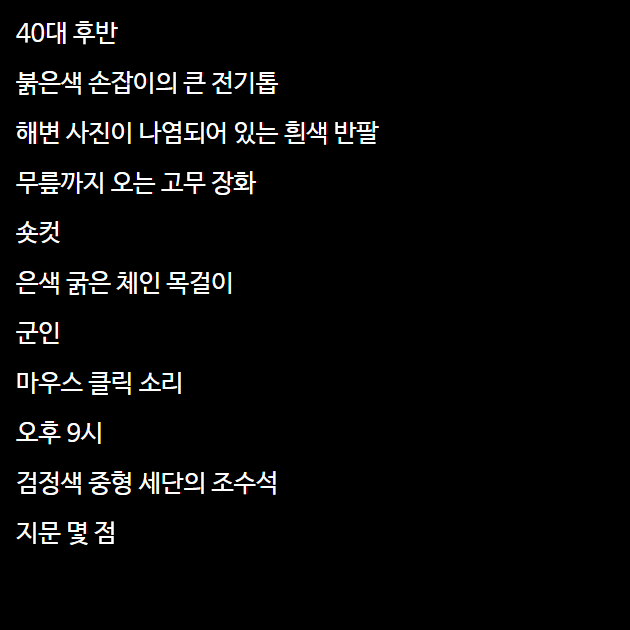 40대 후반
붉은색 손잡이의 큰 전기톱
해변 사진이 나염되어 있는 흰색 반팔
무릎까지 오는 고무 장화
숏컷
은색 굵은 체인 목걸이
군인
마우스 클릭 소리
오후 9시
검정색 중형 세단의 조수석
지문 몇 점